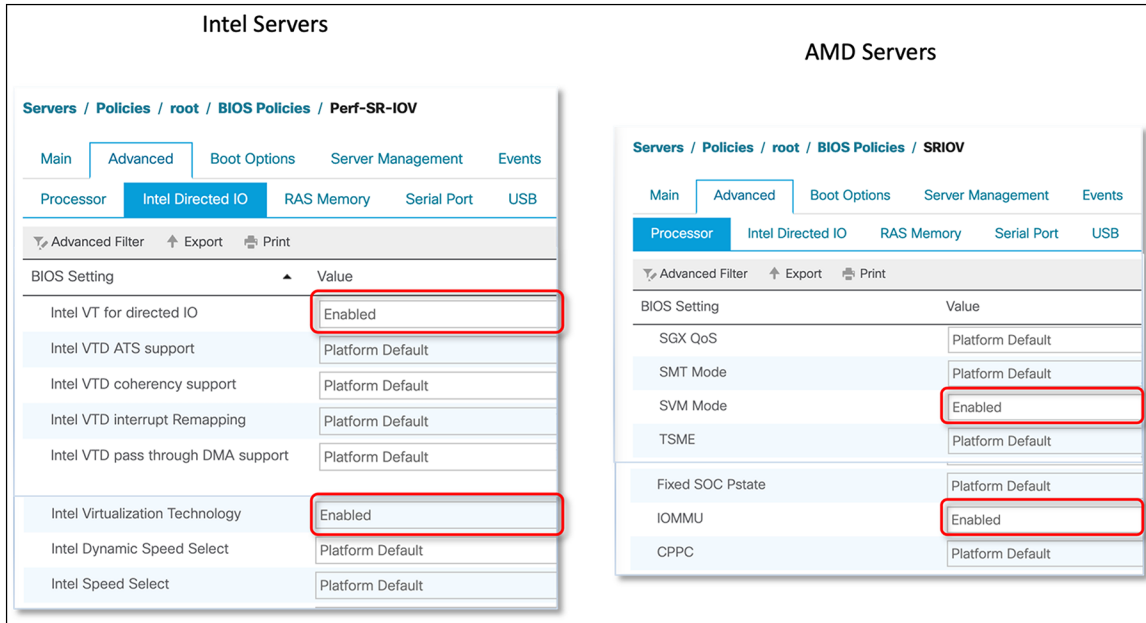 Intel Servers
Servers / Policies / root / BIOS Policies / Perf-SR-IOV
Main Advanced Boot Options Server Management Events
Processor Intel Directed IO RAS Memory Serial Port USB
Advanced Filter Export Print
BIOS Setting Value
Intel VT for directed IO Enabled
Intel VTD ATS support Platform Default
Intel VTD coherency support Platform Default
Intel VTD interrupt Remapping Platform Default
Intel VTD pass through DMA support Platform Default
Intel Virtualization Technology Enabled
Intel Dynamic Speed Select Platform Default
Intel Speed Select Platform Default
AMD Servers
Servers / Policies / root / BIOS Policies / SRIOV
Main Advanced Boot Options Server Management Events
Processor Intel Directed IO RAS Memory Serial Port USB
Advanced Filter Export Print
BIOS Setting Value
SGX QoS Platform Default
SMT Mode Platform Default
SVM Mode Enabled
TSME Platform Default
Fixed SOC Pstate Platform Default
IOMMU Enabled
CPPC Platform Default